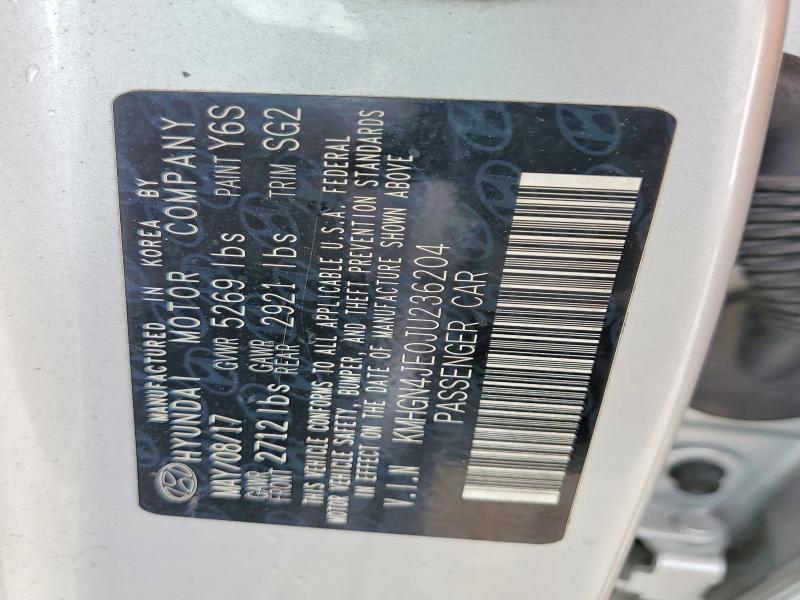 MANUFACTURED IN KOREA BY
HYUNDAI MOTOR COMPANY
MAY/08/17 GVWR 5269 lbs PAINT Y6S
GAWR FRONT 2712 lbs GAWR REAR 2921 lbs TRIM SG2
THIS VEHICLE CONFORMS TO ALL APPLICABLE U.S.A. FEDERAL
MOTOR VEHICLE SAFETY, BUMPER, AND THEFT PREVENTION STANDARDS
IN EFFECT ON THE DATE OF MANUFACTURE SHOWN ABOVE.
V.I.N KMHGN4JE0JU236204
PASSENGER CAR